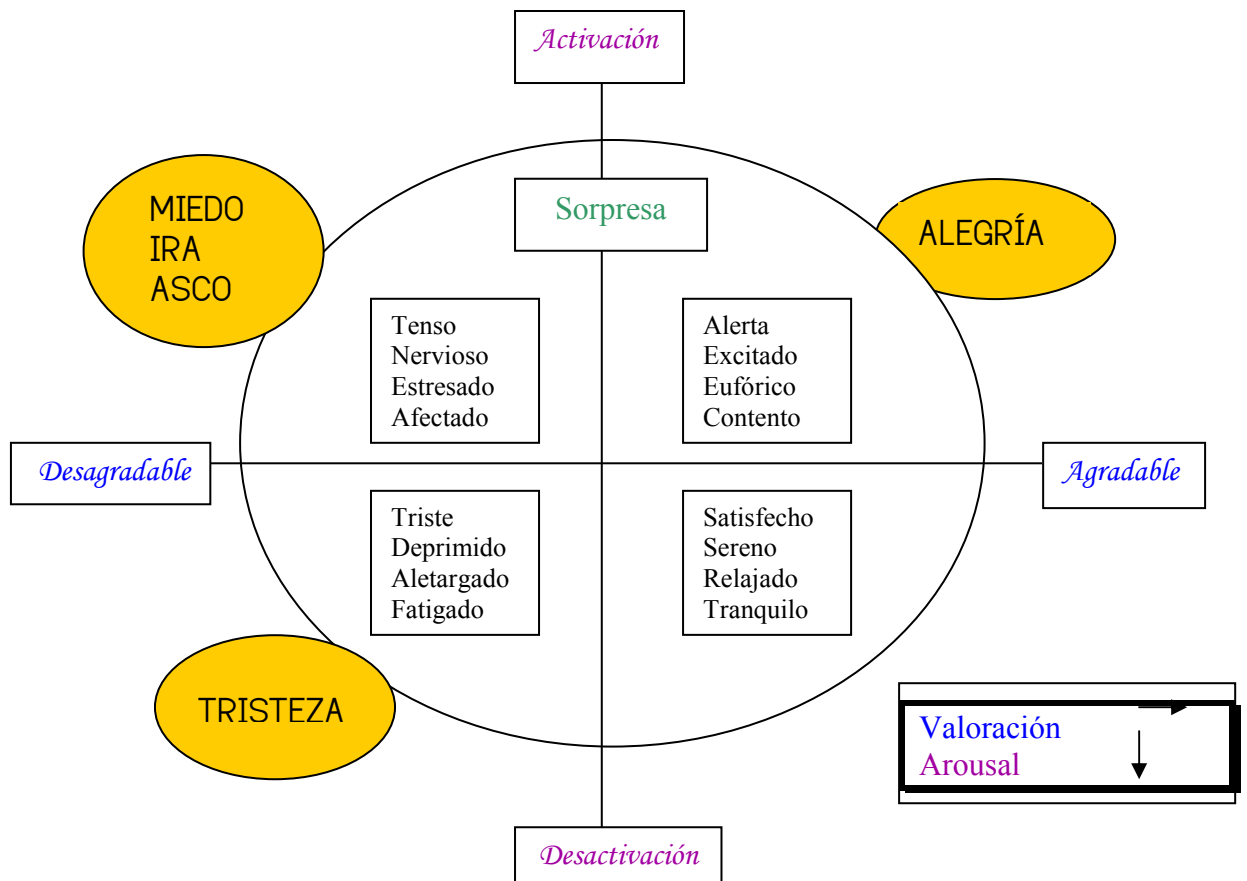 Activación
MIEDO
IRA
ASCO
Sorpresa
ALEGRÍA
Tenso
Nervioso
Estresado
Afectado
Alerta
Excitado
Eufórico
Contento
Desagradable
Agradable
Triste
Deprimido
Aletargado
Fatigado
Satisfecho
Sereno
Relajado
Tranquilo
TRISTEZA
Valoración
Arousal
Desactivación